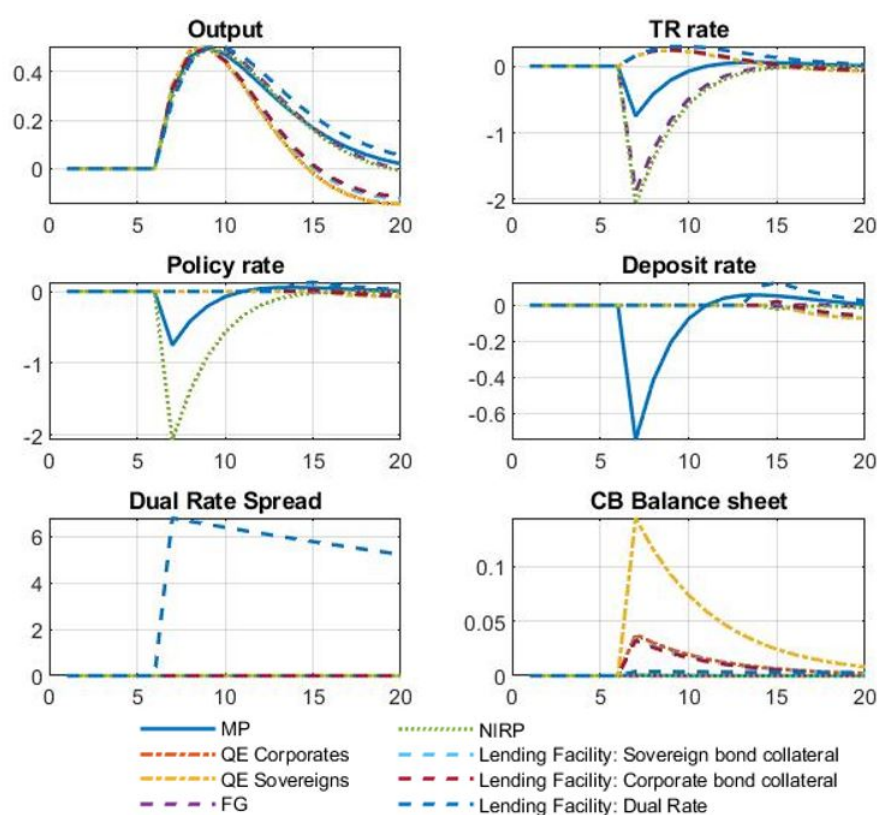 Output
TR rate
0.4
0.2
0
0
-1
-2
0 5 10 15 20
0 5 10 15 20
Policy rate
Deposit rate
0
-1
-2
0
-0.2
-0.4
-0.6
0 5 10 15 20
0 5 10 15 20
Dual Rate Spread
CB Balance sheet
6
4
2
0
0.1
0.05
0
0 5 10 15 20
0 5 10 15 20
MP
QE Corporates
QE Sovereigns
FG
NIRP
Lending Facility: Sovereign bond collateral
Lending Facility: Corporate bond collateral
Lending Facility: Dual Rate